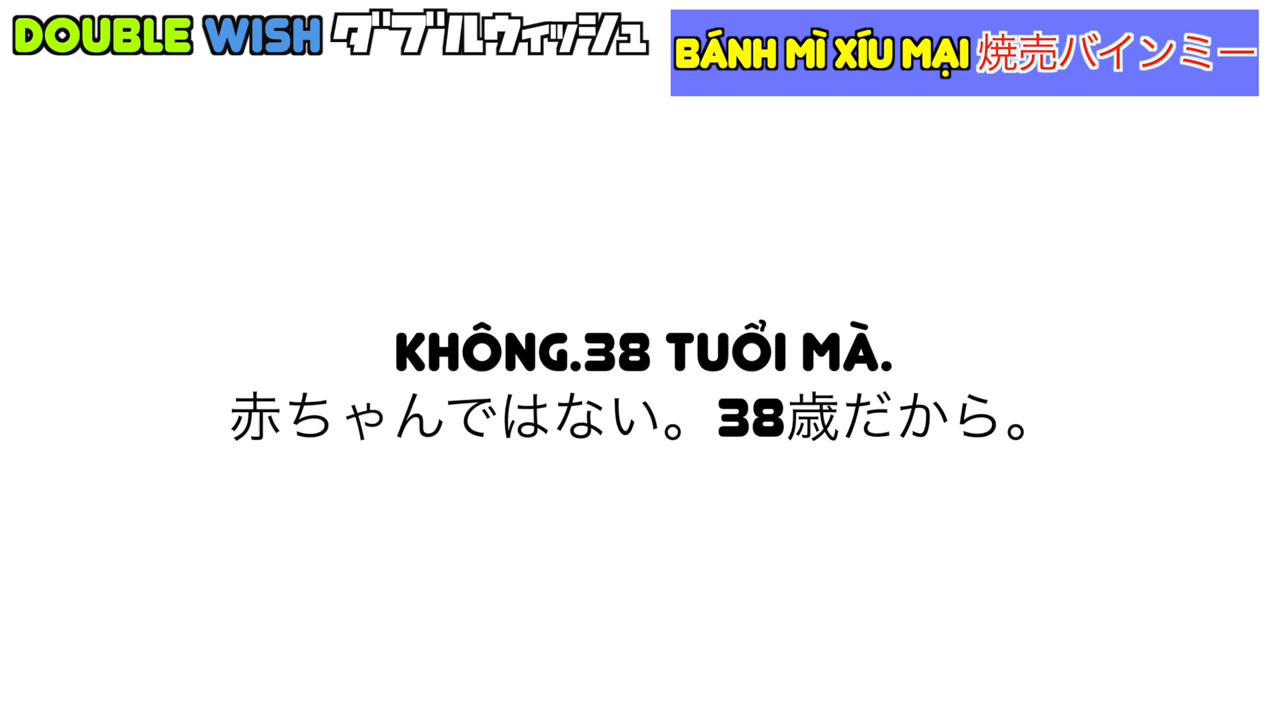 DOUBLE WISH ダブルウィッシュ
BÁNH MÌ XÍU MẠI 焼売バインミー
KHÔNG.38 TUỔI MÀ.
赤ちゃんではない。38歳だから。